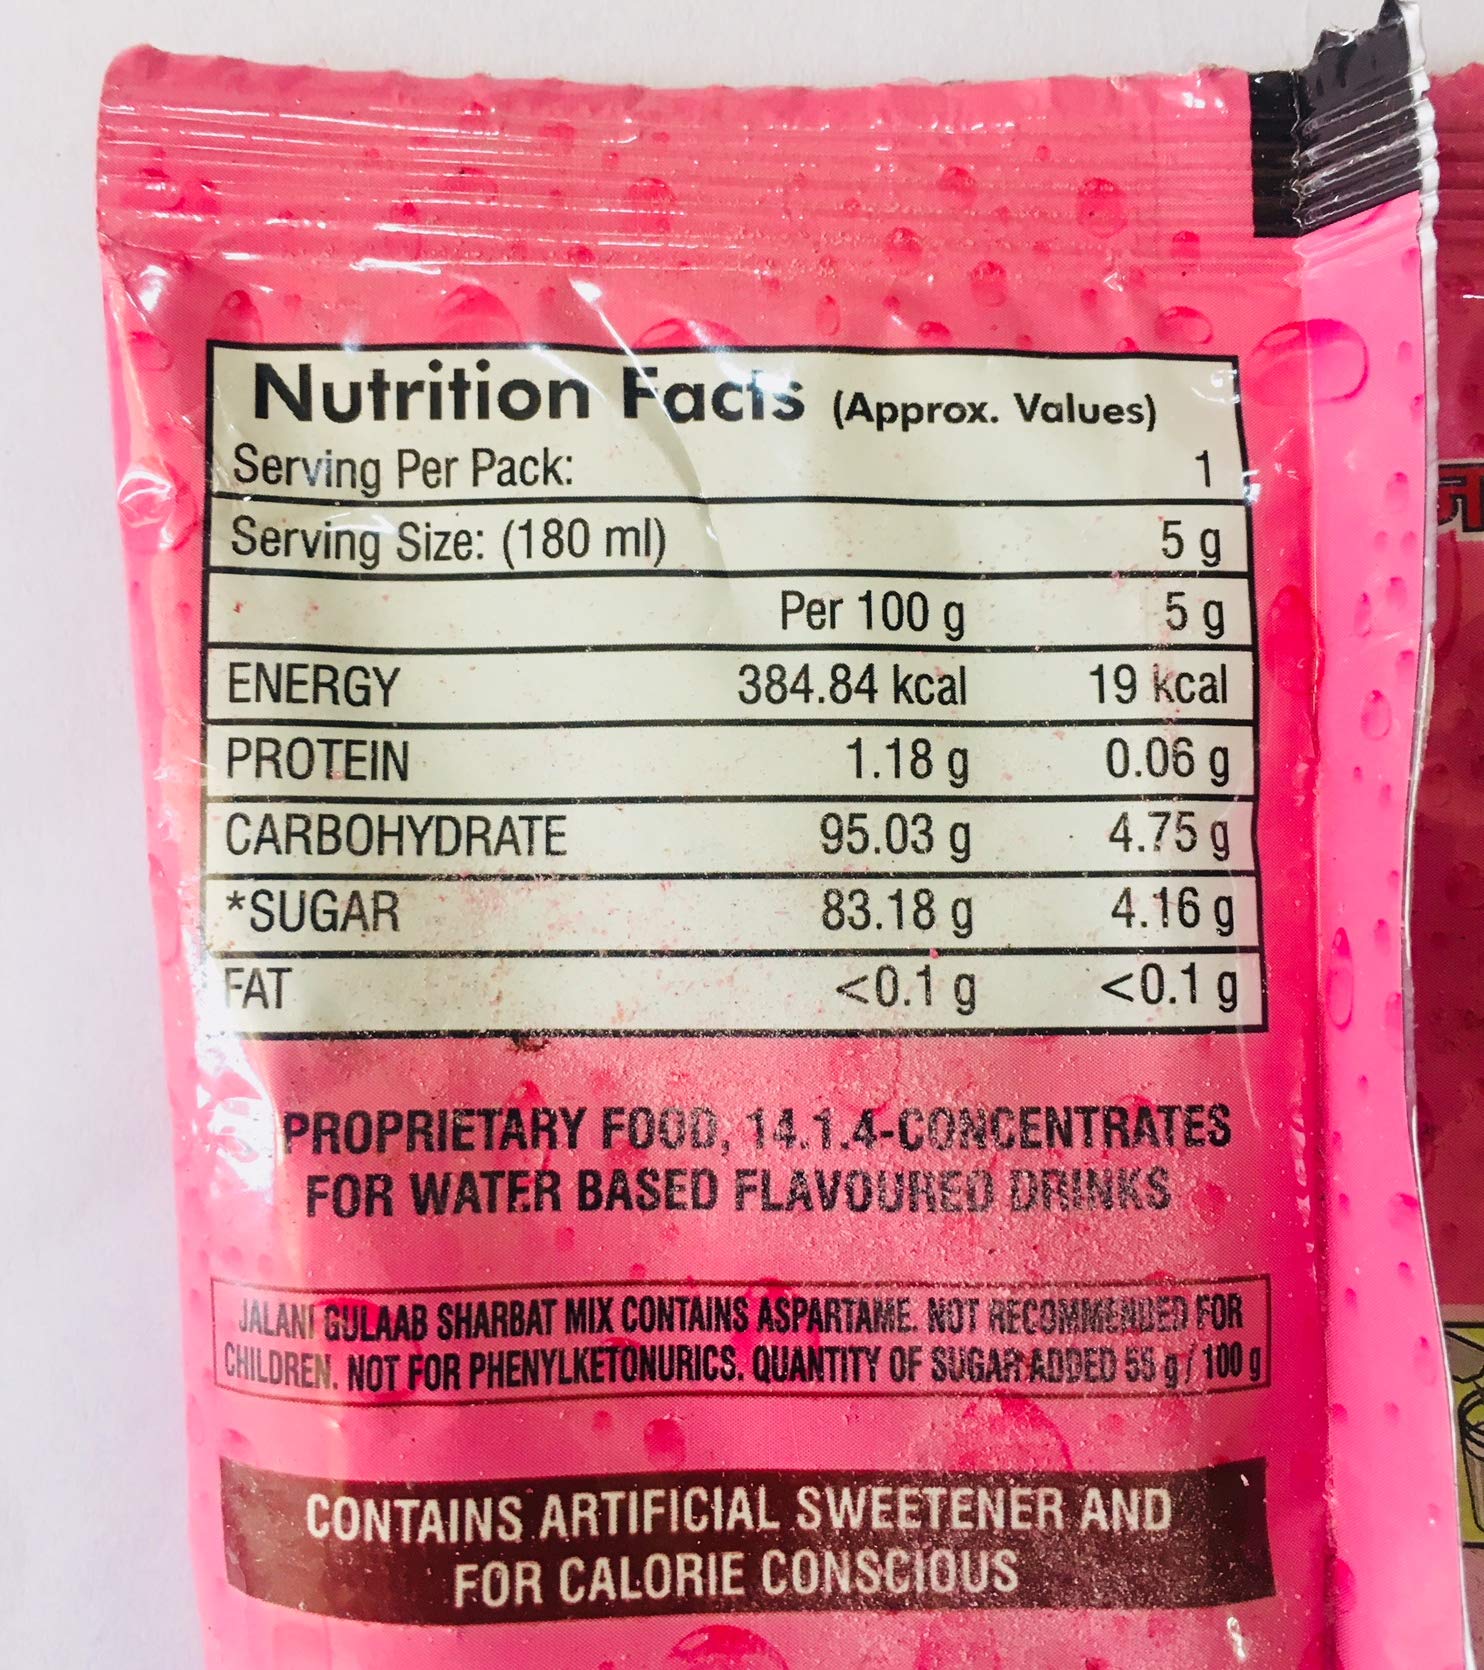 Nutrition Facts (Approx. Values)
Serving Per Pack: 1
Serving Size: (180 ml) 5 g
Per 100 g 5 g
ENERGY 384.84 kcal 19 kcal
PROTEIN 1.18 g 0.06 g
CARBOHYDRATE 95.03 g 4.75 g
*SUGAR 83.18 g 4.16 g
FAT <0.1 g <0.1 g
PROPRIETARY FOOD, 14.1.4-CONCENTRATES
FOR WATER BASED FLAVOURED DRINKS
JALANI GULAAB SHARBAT MIX CONTAINS ASPARTAME. NOT RECOMMENDED FOR
CHILDREN. NOT FOR PHENYLKETONURICS. QUANTITY OF SUGAR ADDED 55 g / 100 g
CONTAINS ARTIFICIAL SWEETENER AND
FOR CALORIE CONSCIOUS